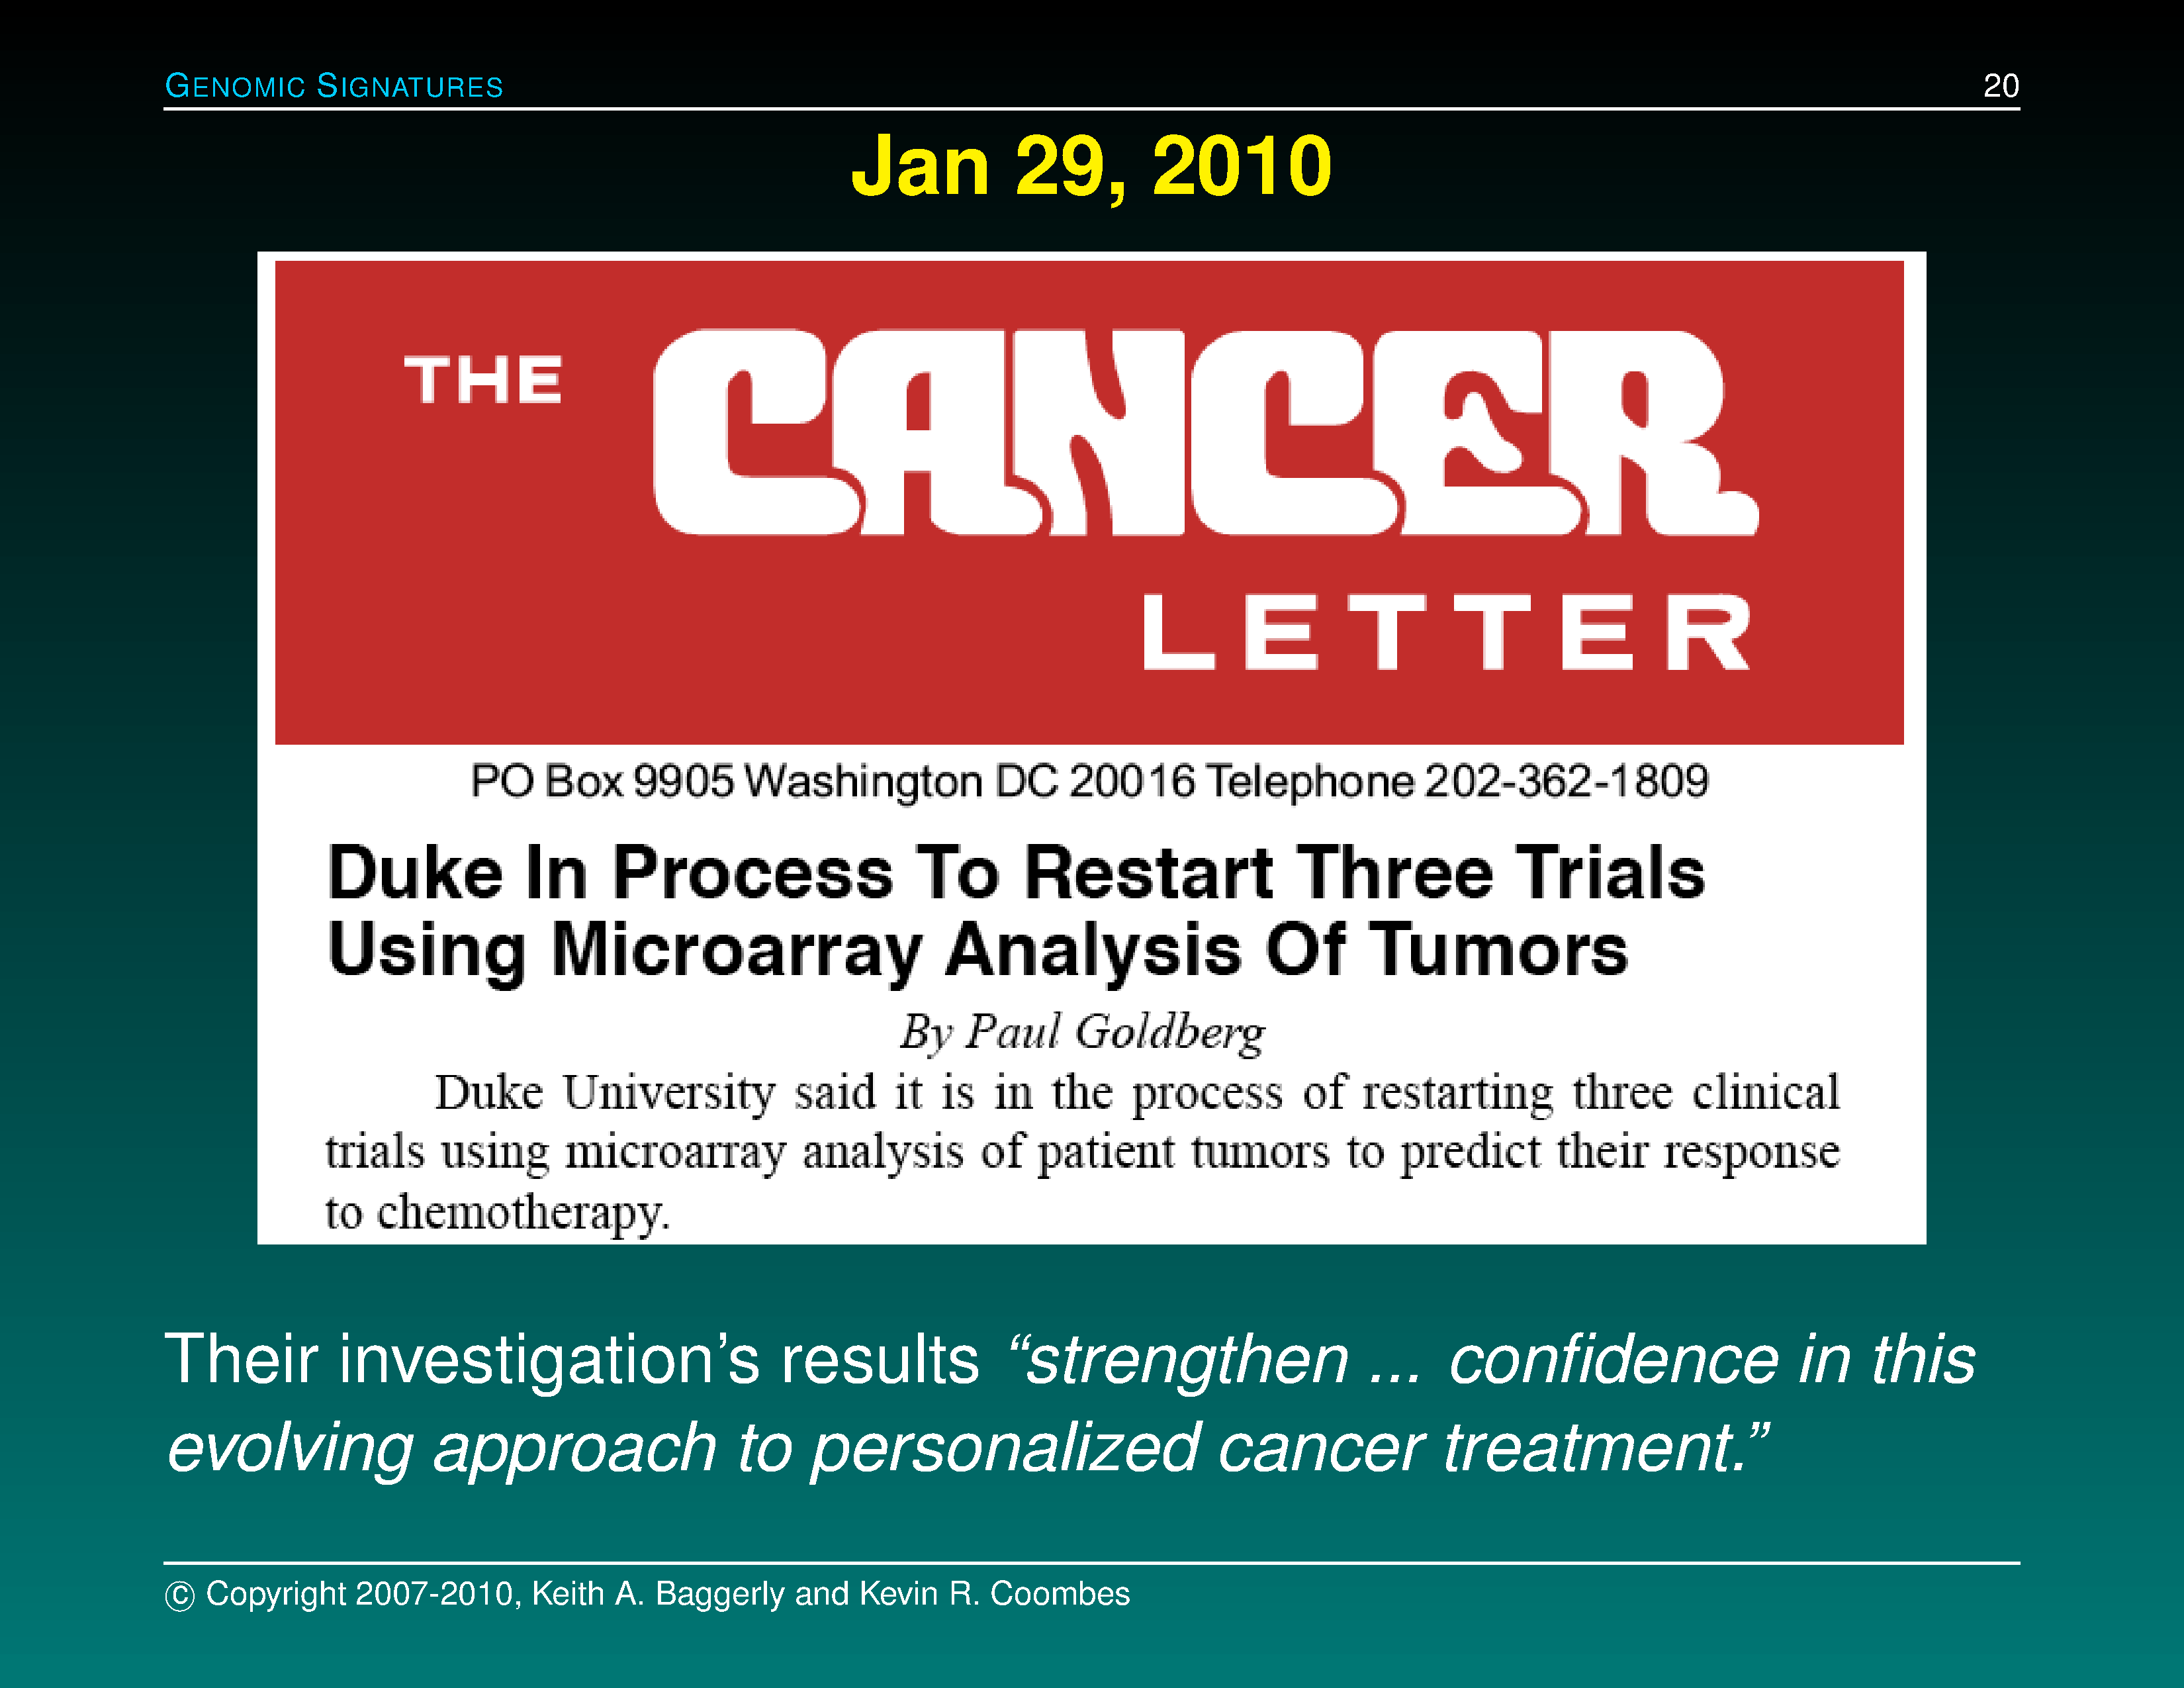 GENOMIC SIGNATURES 20
Jan 29, 2010
THE CANCER
LETTER
PO Box 9905 Washington DC 20016 Telephone 202-362-1809
Duke In Process To Restart Three Trials
Using Microarray Analysis Of Tumors
By Paul Goldberg
Duke University said it is in the process of restarting three clinical
trials using microarray analysis of patient tumors to predict their response
to chemotherapy.
Their investigation’s results “strengthen ... confidence in this
evolving approach to personalized cancer treatment.”
© Copyright 2007-2010, Keith A. Baggerly and Kevin R. Coombes